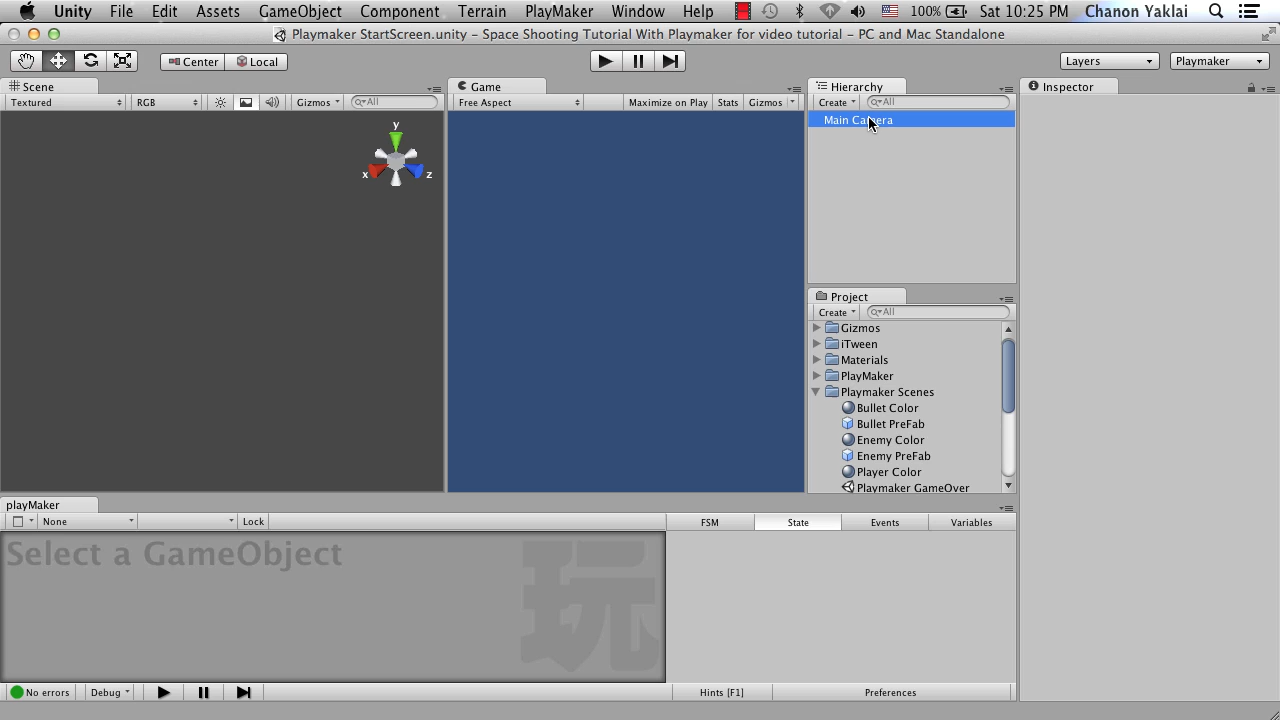 Unity File Edit Assets GameObject Component Terrain PlayMaker Window Help 100% Sat 10:25 PM Chanon Yaklai
Playmaker StartScreen.unity – Space Shooting Tutorial With Playmaker for video tutorial – PC and Mac Standalone
Center Local Layers Playmaker
Scene Game Hierarchy Inspector
Textured RGB Gizmos All Free Aspect Maximize on Play Stats Gizmos Create All
Main Camera
y
x z
Project
Create All
Gizmos
iTween
Materials
PlayMaker
Playmaker Scenes
Bullet Color
Bullet PreFab
Enemy Color
Enemy PreFab
Player Color
Playmaker GameOver
playMaker
None Lock FSM State Events Variables
Select a GameObject
玩
No errors Debug Hints [F1] Preferences